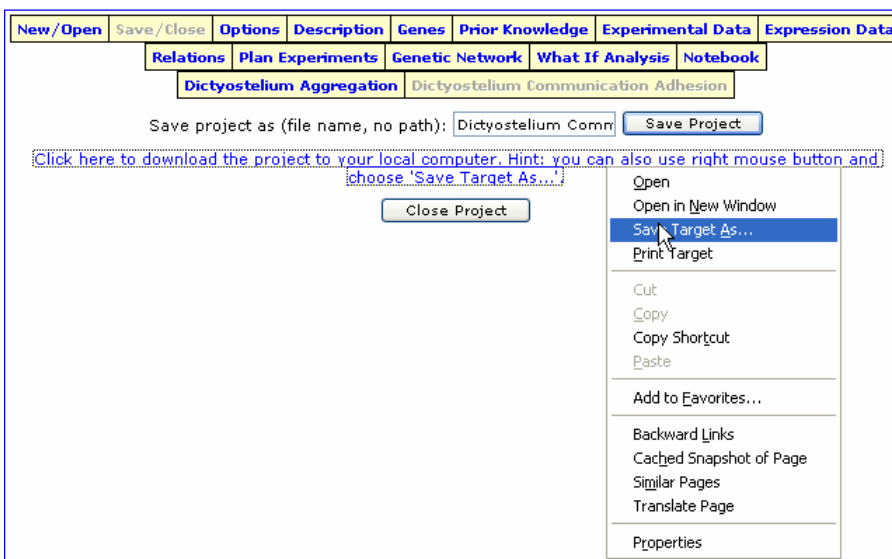 New/Open Save/Close Options Description Genes Prior Knowledge Experimental Data Expression Data
Relations Plan Experiments Genetic Network What If Analysis Notebook
Dictyostelium Aggregation Dictyostelium Communication Adhesion
Save project as (file name, no path): Dictyostelium Comm Save Project
Click here to download the project to your local computer. Hint: you can also use right mouse button and
choose 'Save Target As...'.
Close Project
Open
Open in New Window
Save Target As...
Print Target
Cut
Copy
Copy Shortcut
Paste
Add to Favorites...
Backward Links
Cached Snapshot of Page
Similar Pages
Translate Page
Properties